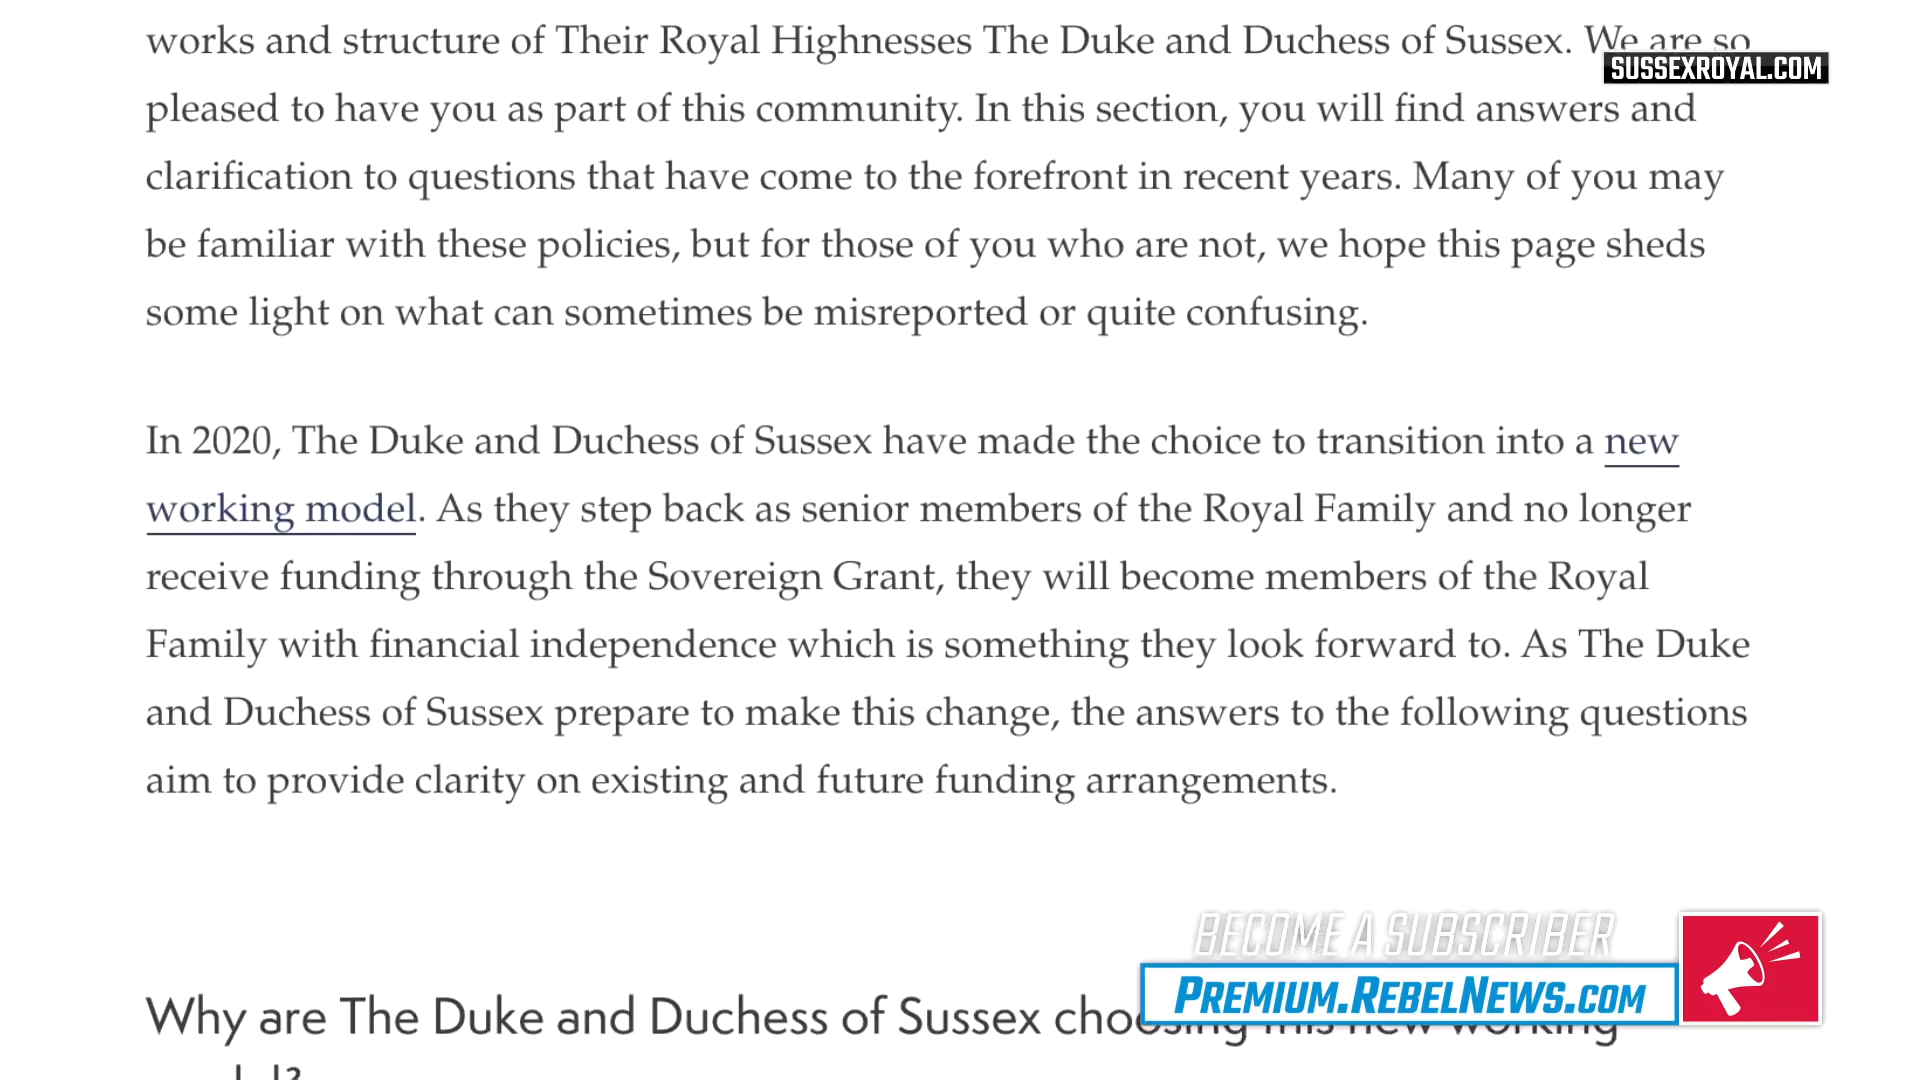 works and structure of Their Royal Highnesses The Duke and Duchess of Sussex. We are so
SUSSEXROYAL.COM
pleased to have you as part of this community. In this section, you will find answers and
clarification to questions that have come to the forefront in recent years. Many of you may
be familiar with these policies, but for those of you who are not, we hope this page sheds
some light on what can sometimes be misreported or quite confusing.
In 2020, The Duke and Duchess of Sussex have made the choice to transition into a new
working model. As they step back as senior members of the Royal Family and no longer
receive funding through the Sovereign Grant, they will become members of the Royal
Family with financial independence which is something they look forward to. As The Duke
and Duchess of Sussex prepare to make this change, the answers to the following questions
aim to provide clarity on existing and future funding arrangements.
BECOME A SUBSCRIBER
PREMIUM.REBELNEWS.COM
Why are The Duke and Duchess of Sussex choosing this new working